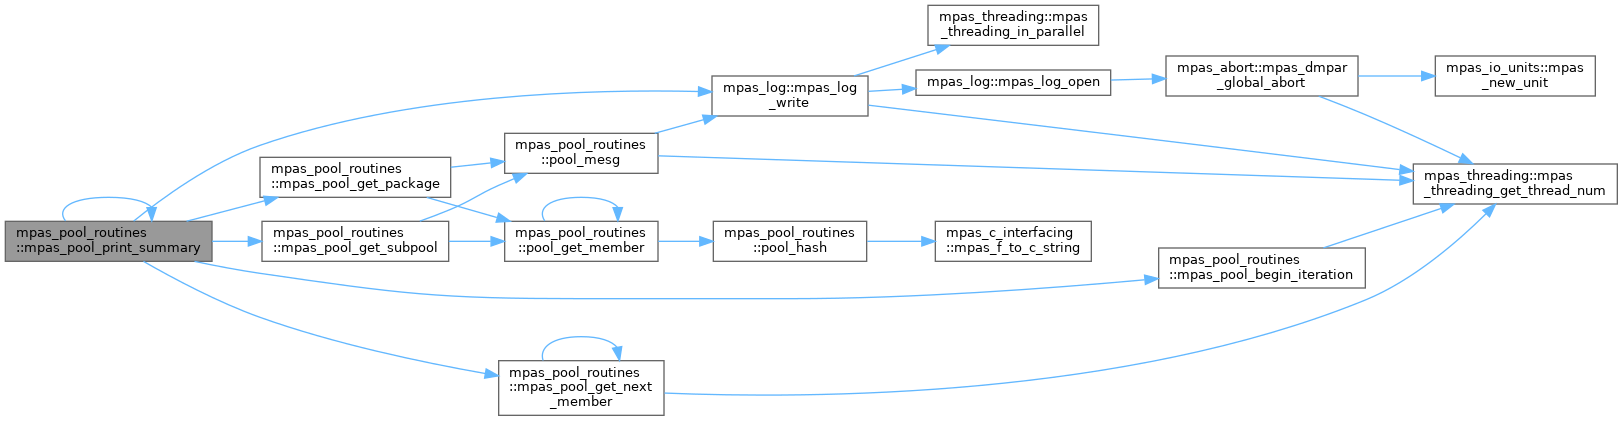 mpas_threading::mpas
_threading_in_parallel
mpas_abort::mpas_dmpar
_global_abort
mpas_io_units::mpas
_new_unit
mpas_log::mpas_log_open
mpas_log::mpas_log
_write
mpas_pool_routines
::pool_mesg
mpas_pool_routines
::mpas_pool_get_package
mpas_threading::mpas
_threading_get_thread_num
mpas_pool_routines
::mpas_pool_print_summary
mpas_pool_routines
::mpas_pool_get_subpool
mpas_pool_routines
::pool_get_member
mpas_pool_routines
::pool_hash
mpas_c_interfacing
::mpas_f_to_c_string
mpas_pool_routines
::mpas_pool_begin_iteration
mpas_pool_routines
::mpas_pool_get_next
_member